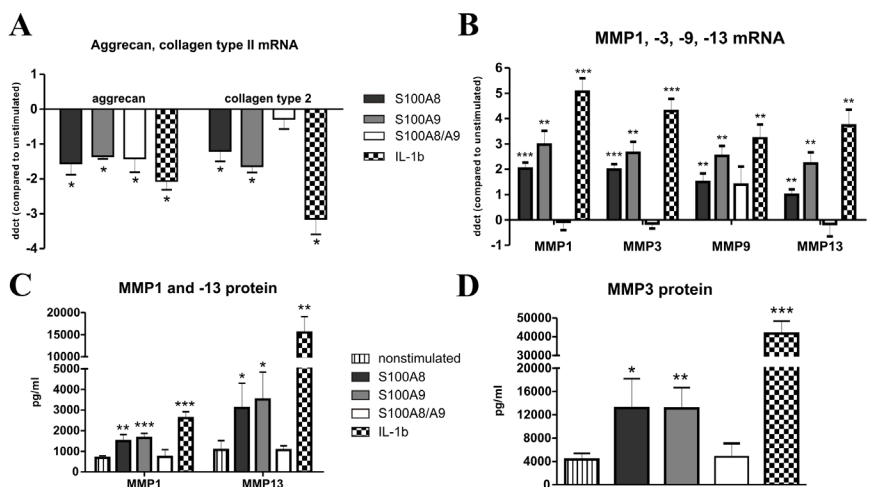 A
Aggrecan, collagen type II mRNA
ddct (compared to unstimulated)
1
0
-1
-2
-3
-4
aggrecan
collagen type 2
*
*
*
*
*
*
*
S100A8
S100A9
S100A8/A9
IL-1b
B
MMP1, -3, -9, -13 mRNA
ddct (compared to unstimulated)
6
5
4
3
2
1
0
-1
***
**
***
***
**
***
**
**
**
**
**
**
MMP1
MMP3
MMP9
MMP13
C
MMP1 and -13 protein
pg/ml
20000
15000
10000
5000
4000
3000
2000
1000
0
**
***
***
*
*
**
MMP1
MMP13
nonstimulated
S100A8
S100A9
S100A8/A9
IL-1b
D
MMP3 protein
pg/ml
50000
40000
30000
20000
16000
12000
8000
4000
0
*
**
***